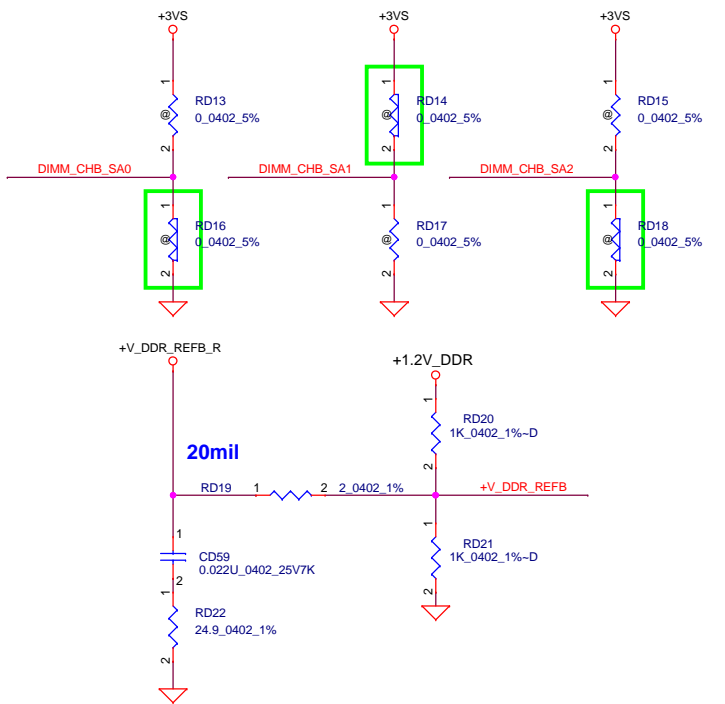 +3VS
+3VS
+3VS
1
1
1
RD13
RD14
RD15
@
0_0402_5%
@
0_0402_5%
@
0_0402_5%
2
2
2
DIMM_CHB_SA0
DIMM_CHB_SA1
DIMM_CHB_SA2
1
1
1
RD16
RD17
RD18
@
0_0402_5%
@
0_0402_5%
@
0_0402_5%
2
2
2
+V_DDR_REFB_R
+1.2V_DDR
1
RD20
1K_0402_1%~D
2
20mil
RD19
1
2
2_0402_1%
+V_DDR_REFB
1
1
RD21
1K_0402_1%~D
CD59
0.022U_0402_25V7K
2
2
1
RD22
24.9_0402_1%
2